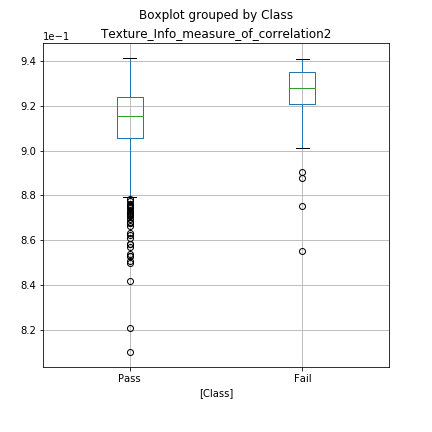 Boxplot grouped by Class
Texture_Info_measure_of_correlation2
1e−1
9.4
9.2
9.0
8.8
8.6
8.4
8.2
Pass Fail
[Class]